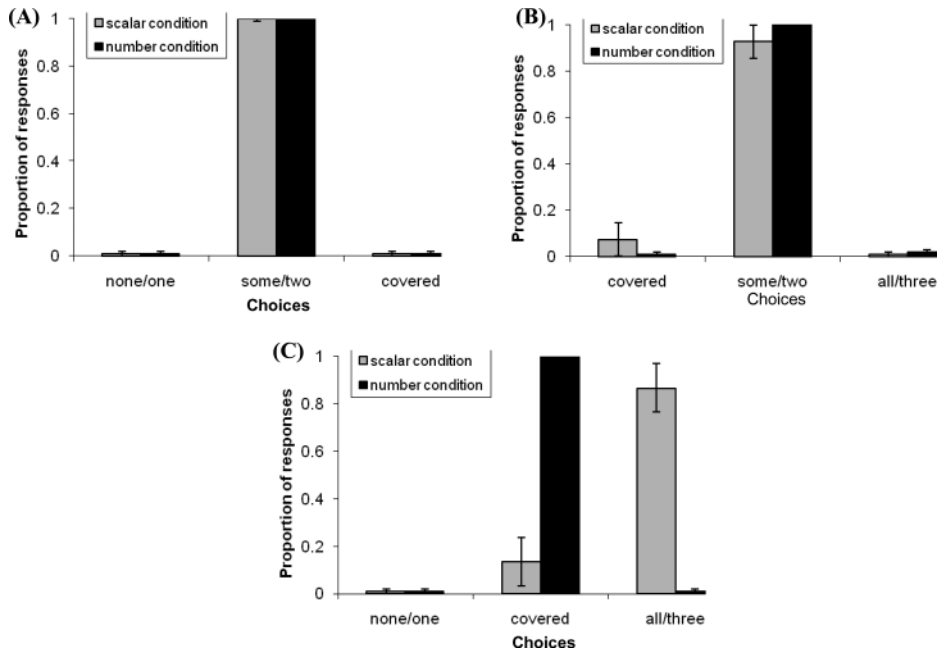 (A)
scalar condition
number condition
Proportion of responses
1
0.8
0.6
0.4
0.2
0
none/one some/two covered
Choices
(B)
scalar condition
number condition
Proportion of responses
1
0.8
0.6
0.4
0.2
0
covered some/two all/three
Choices
(C)
scalar condition
number condition
Proportion of responses
1
0.8
0.6
0.4
0.2
0
none/one covered all/three
Choices